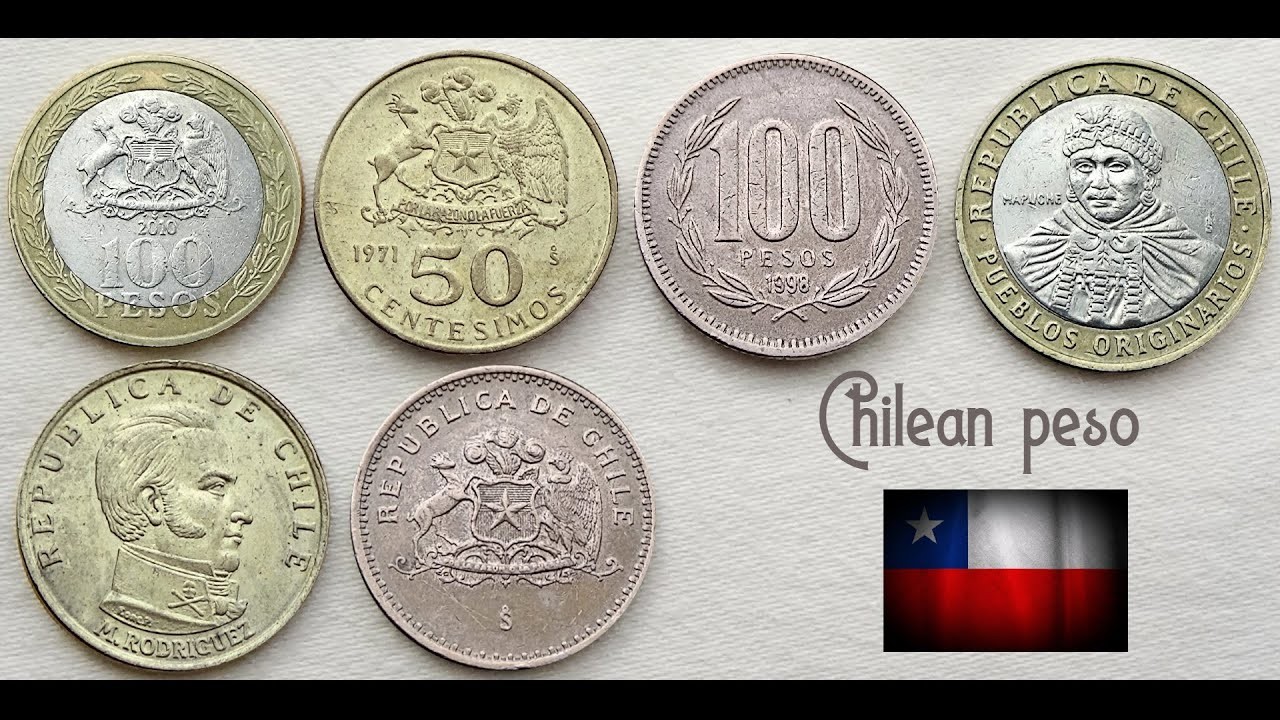 2010
100
PESOS
POR LA RAZON O LA FUERZA
1971 50 S
CENTESIMOS
100
PESOS
1998
REPUBLICA DE CHILE
MAPUCHE
PUEBLOS ORIGINARIOS
REPUBLICA DE CHILE
M. RODRIGUEZ
REPUBLICA DE CHILE
S
Chilean peso